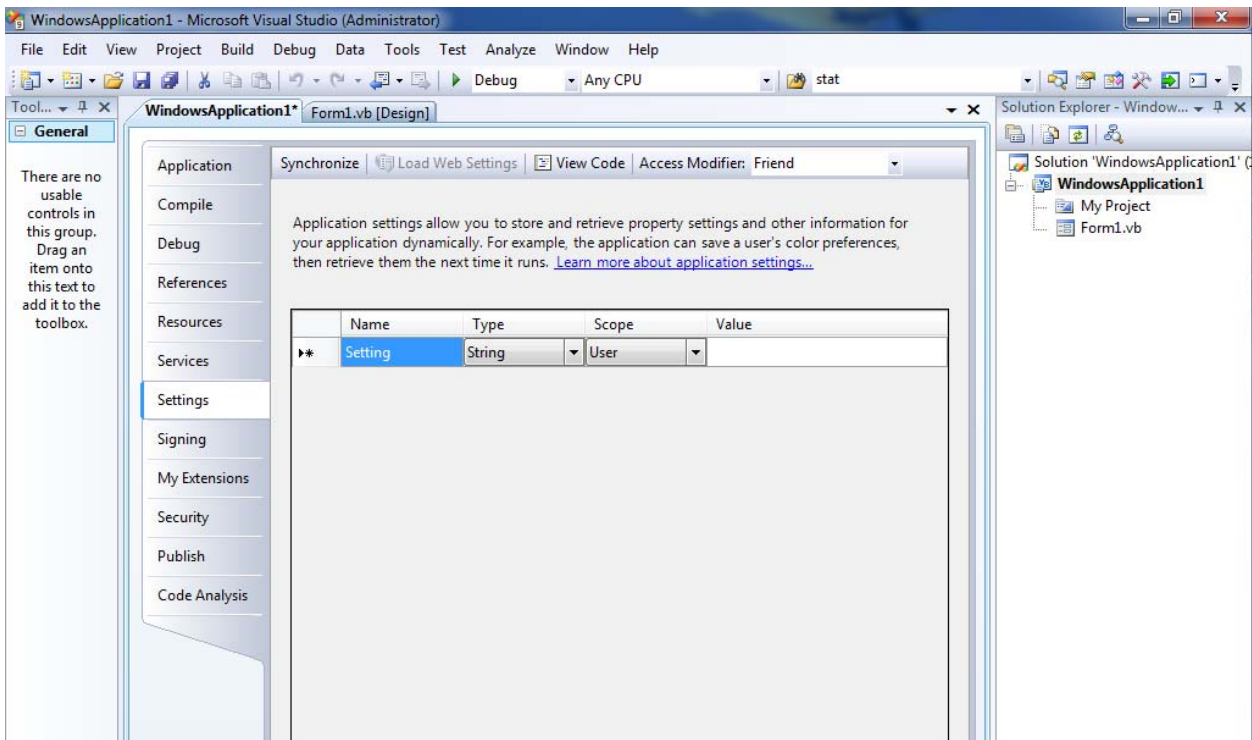 WindowsApplication1 - Microsoft Visual Studio (Administrator)
File Edit View Project Build Debug Data Tools Test Analyze Window Help
Debug Any CPU stat
Tool...
WindowsApplication1* Form1.vb [Design]
Solution Explorer - Window...
General
There are no
usable
controls in
this group.
Drag an
item onto
this text to
add it to the
toolbox.
Application
Compile
Debug
References
Resources
Services
Settings
Signing
My Extensions
Security
Publish
Code Analysis
Synchronize Load Web Settings View Code Access Modifier: Friend
Application settings allow you to store and retrieve property settings and other information for
your application dynamically. For example, the application can save a user's color preferences,
then retrieve them the next time it runs. Learn more about application settings...
Name Type Scope Value
Setting String User
Solution 'WindowsApplication1' (
WindowsApplication1
My Project
Form1.vb